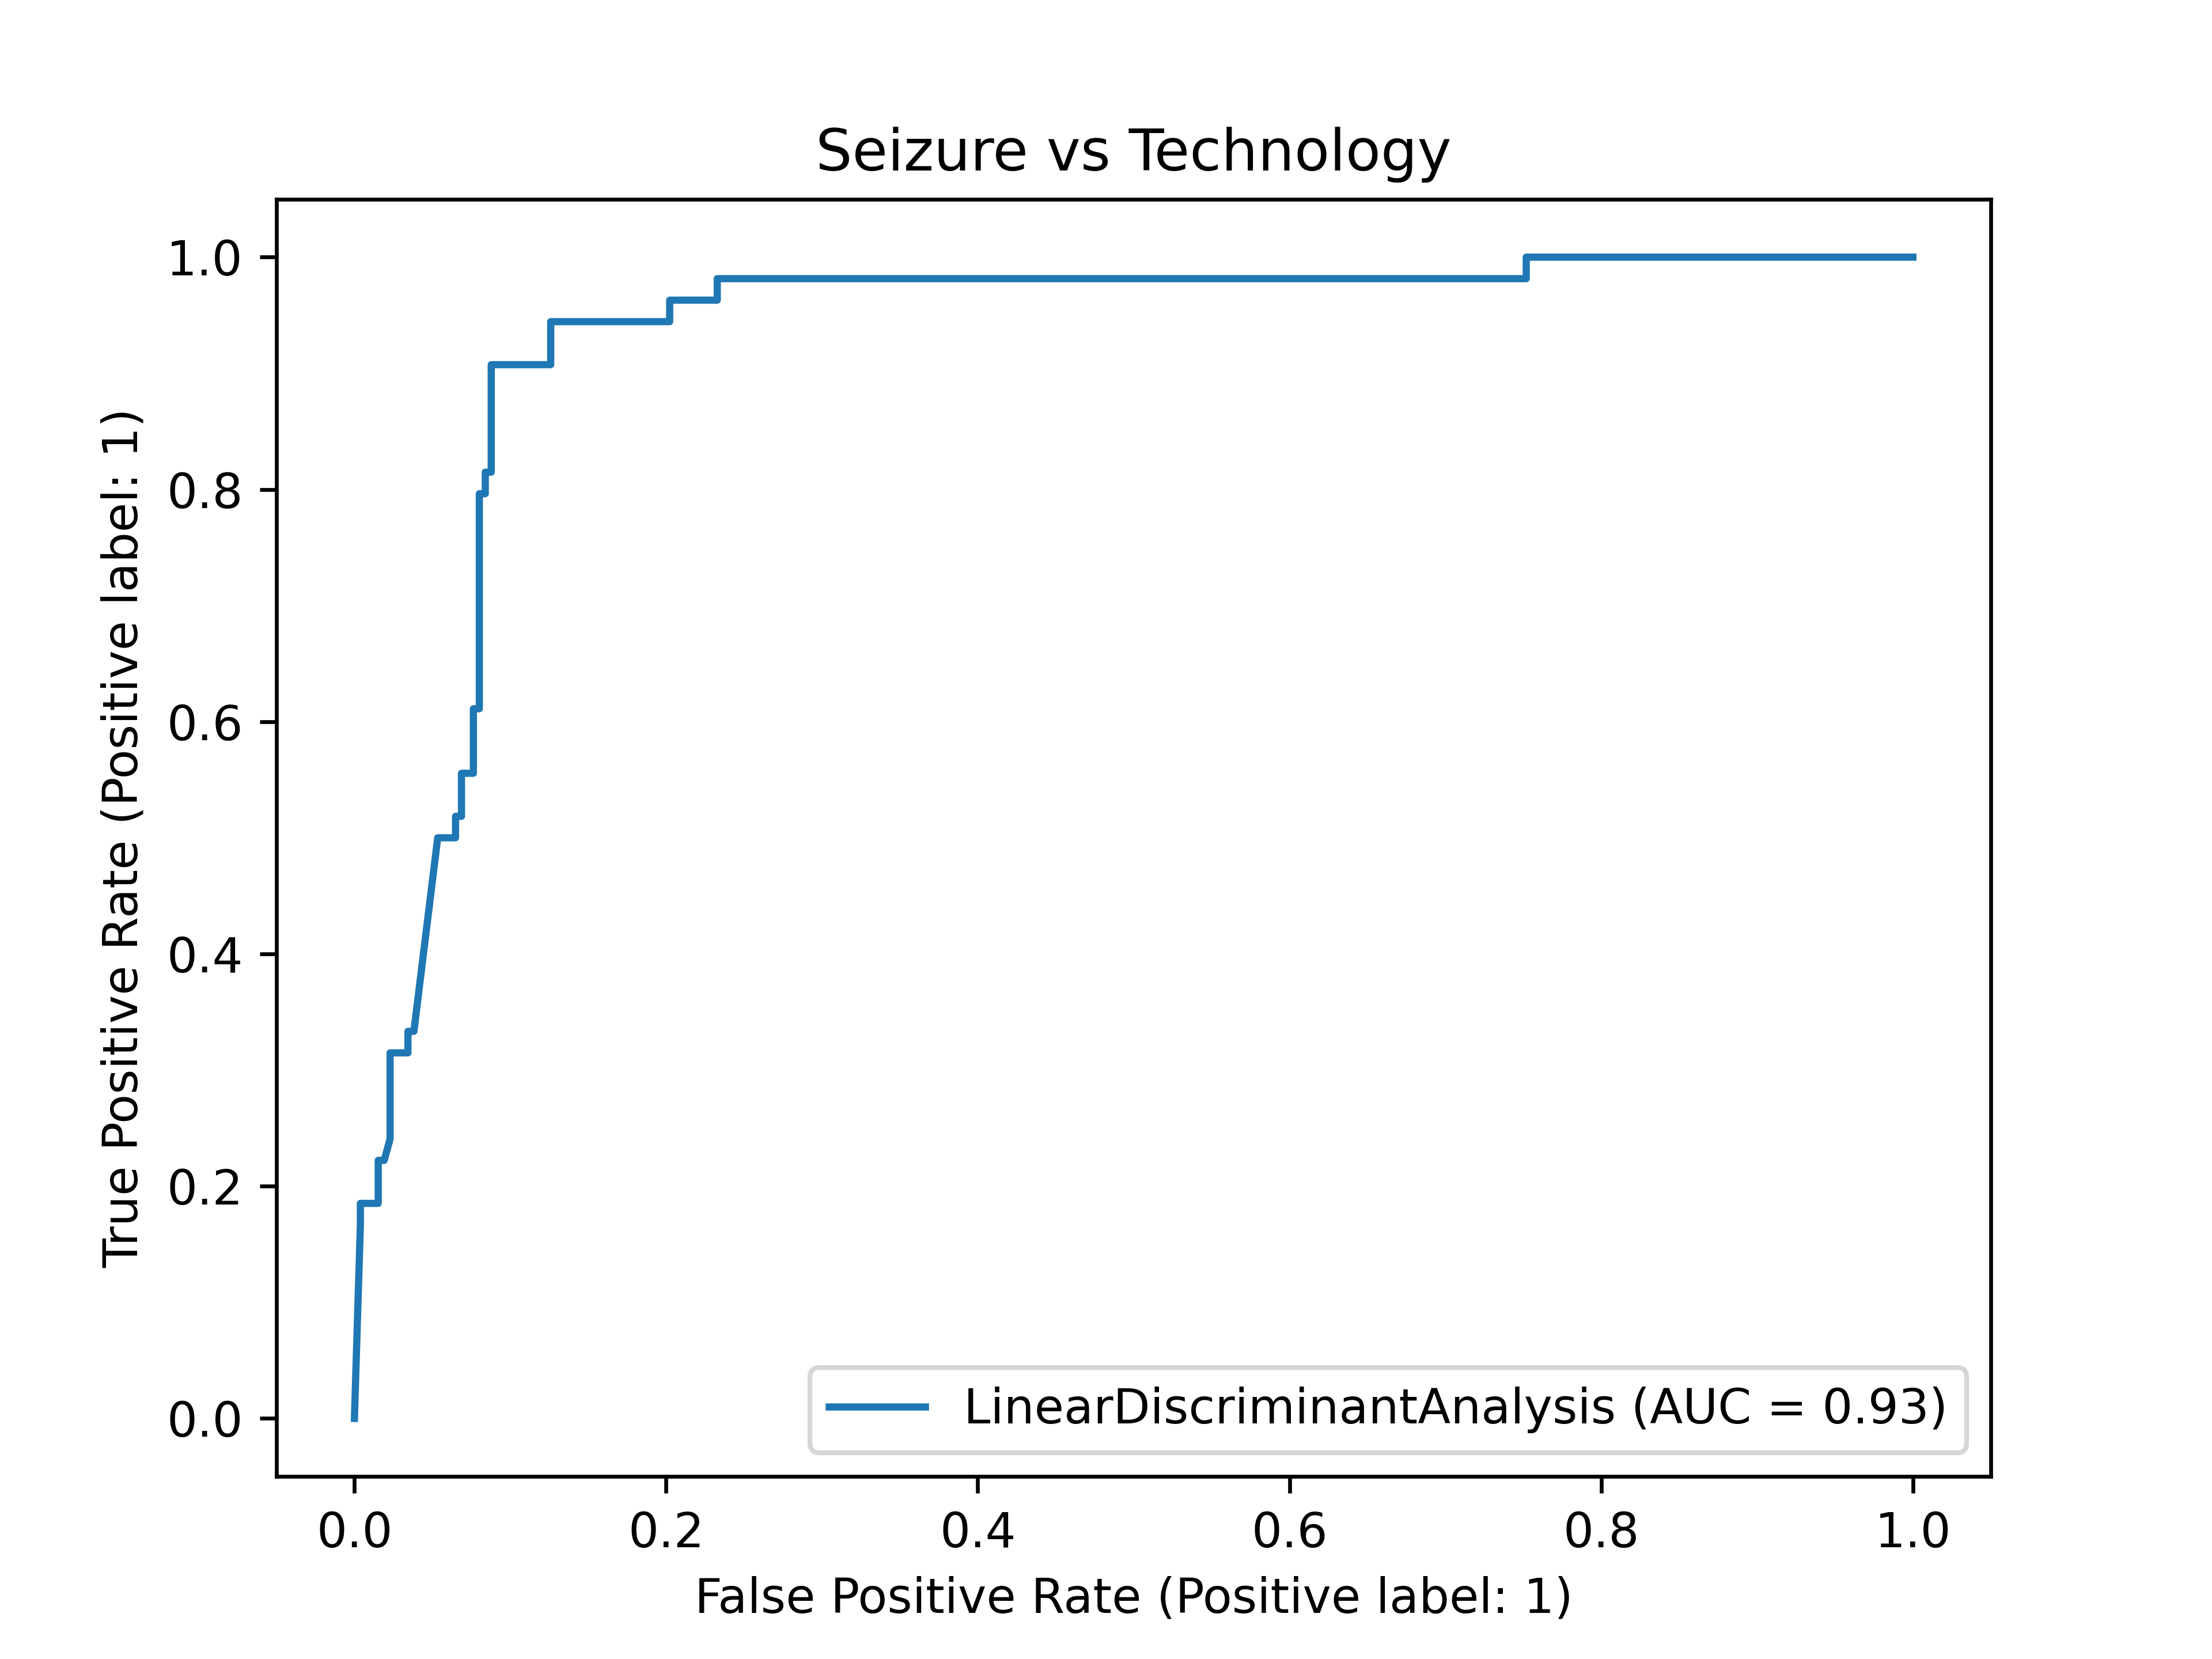 Seizure vs Technology
True Positive Rate (Positive label: 1)
1.0
0.8
0.6
0.4
0.2
0.0
LinearDiscriminantAnalysis (AUC = 0.93)
0.0 0.2 0.4 0.6 0.8 1.0
False Positive Rate (Positive label: 1)